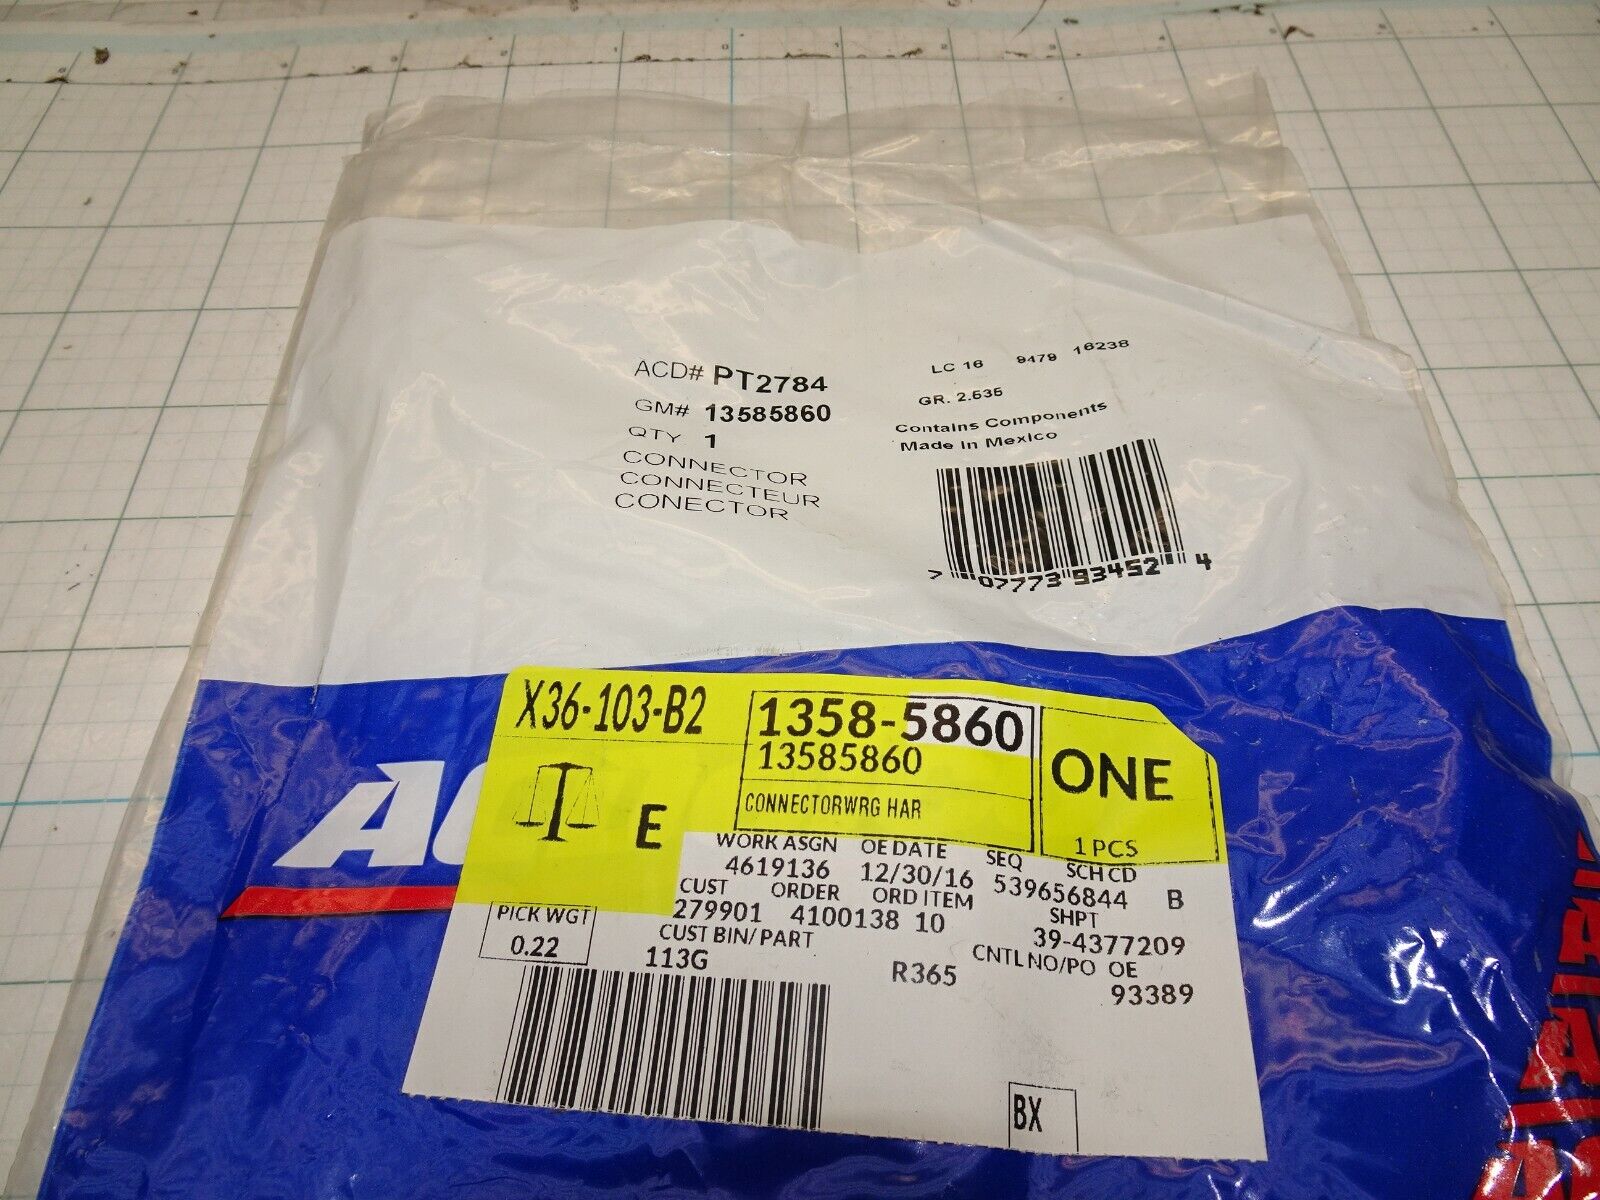 ACD# PT2784
GM# 13585860
QTY 1
CONNECTOR
CONNECTEUR
CONECTOR
LC 16 9479 16238
GR. 2.535
Contains Components
Made in Mexico
7 07773 93452 4
X36-103-B2
1358-5860
13585860
CONNECTORWRG HAR
ONE
1 PCS
E
WORK ASGN OE DATE SEQ SCH CD
4619136 12/30/16 539656844 B
CUST ORDER ORD ITEM SHPT
279901 4100138 10 39-4377209
PICK WGT
0.22
CUST BIN/PART CNTL NO/PO OE
113G R365 93389
BX